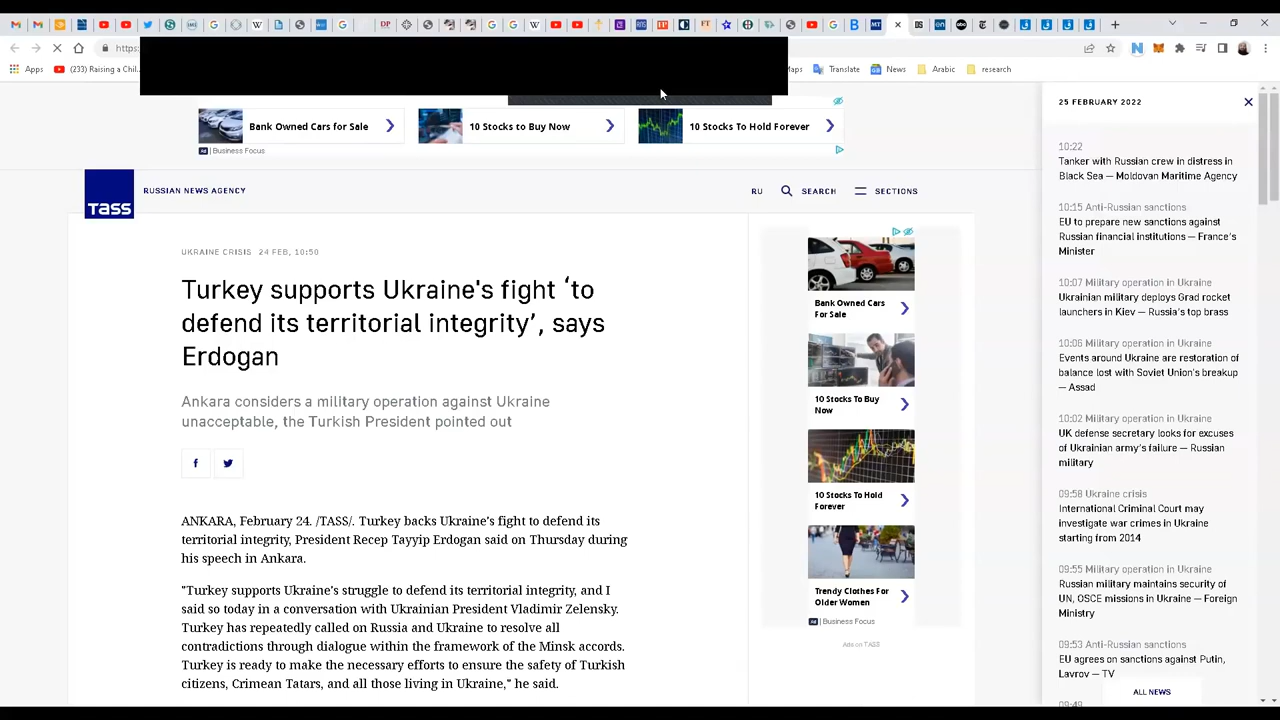 https:
Apps
(233) Raising a Chil..
Maps
Translate
News
Arabic
research
Bank Owned Cars for Sale
10 Stocks to Buy Now
10 Stocks To Hold Forever
Ad | Business Focus
TASS
RUSSIAN NEWS AGENCY
RU
SEARCH
SECTIONS
UKRAINE CRISIS 24 FEB, 10:50
Turkey supports Ukraine's fight ‘to
defend its territorial integrity’, says
Erdogan
Ankara considers a military operation against Ukraine
unacceptable, the Turkish President pointed out
ANKARA, February 24. /TASS/. Turkey backs Ukraine's fight to defend its
territorial integrity, President Recep Tayyip Erdogan said on Thursday during
his speech in Ankara.
"Turkey supports Ukraine's struggle to defend its territorial integrity, and I
said so today in a conversation with Ukrainian President Vladimir Zelensky.
Turkey has repeatedly called on Russia and Ukraine to resolve all
contradictions through dialogue within the framework of the Minsk accords.
Turkey is ready to make the necessary efforts to ensure the safety of Turkish
citizens, Crimean Tatars, and all those living in Ukraine," he said.
Bank Owned Cars
For Sale
10 Stocks To Buy
Now
10 Stocks To Hold
Forever
Trendy Clothes For
Older Women
Ad | Business Focus
Ads on TASS
25 FEBRUARY 2022
10:22
Tanker with Russian crew in distress in
Black Sea — Moldovan Maritime Agency
10:15 Anti-Russian sanctions
EU to prepare new sanctions against
Russian financial institutions — France's
Minister
10:07 Military operation in Ukraine
Ukrainian military deploys Grad rocket
launchers in Kiev — Russia's top brass
10:06 Military operation in Ukraine
Events around Ukraine are restoration of
balance lost with Soviet Union's breakup
— Assad
10:02 Military operation in Ukraine
UK defense secretary looks for excuses
of Ukrainian army's failure — Russian
military
09:58 Ukraine crisis
International Criminal Court may
investigate war crimes in Ukraine
starting from 2014
09:55 Military operation in Ukraine
Russian military maintains security of
UN, OSCE missions in Ukraine — Foreign
Ministry
09:53 Anti-Russian sanctions
EU agrees on sanctions against Putin,
Lavrov — TV
ALL NEWS